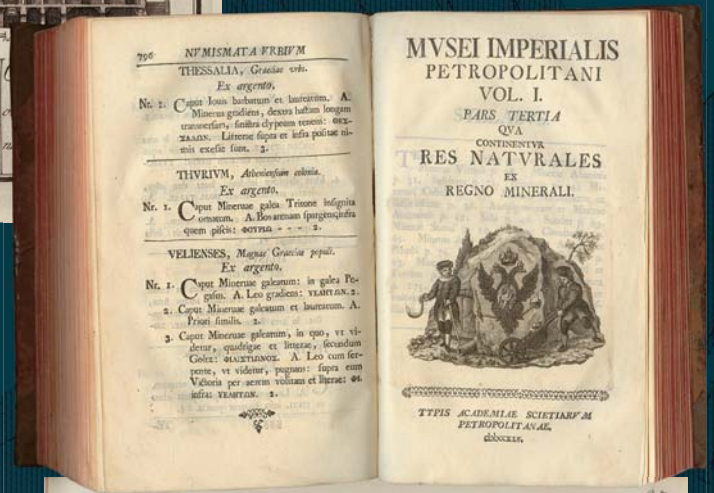 796 NVMISMATA VRBIVM
THESSALIA, Graeciae vrbs.
Ex argento.
Nr. 2. Caput Iouis barbatum et laureatum. A.
Minerua gradiens, dextra hastam longam
transuersam, sinistra clypeum tenens: ΘΕΣ-
ΣΑΛΩΝ. Litterae supra et infra positae ni-
mis exesae sunt. 3.
THVRIVM, Atheniensium colonia.
Ex argento.
Nr. 1. Caput Mineruae galea Tritone insignita
ornatum. A. Bos arenam spargens, infra
quem piscis: ΘΟΥΡΙΩ - - - 2.
VELIENSES, Magnae Graeciae populi.
Ex argento.
Nr. 1. Caput Mineruae galeatum: in galea Pe-
gasus. A. Leo gradiens: ΥΕΛΗΤΩΝ. 2.
2. Caput Mineruae galeatum et laureatum. A.
Priori similis. 2.
3. Caput Mineruae galeatum, in quo, vt vi-
detur, quadrigae et litterae, secundum
Goltz: ΦΙΛΙΣΤΙΩΝΟΣ. A. Leo cum ser-
pente, vt videtur, pugnans: supra eum
Victoria per aerem volitans et literae: ΦΙ.
infra: ΥΕΛΗΤΩΝ. 2.
MVSEI IMPERIALIS
PETROPOLITANI
VOL. I.
PARS TERTIA
QVA
CONTINENTVR
RES NATVRALES
EX
REGNO MINERALI.
TYPIS ACADEMIAE SCIETIARVM
PETROPOLITANAE,